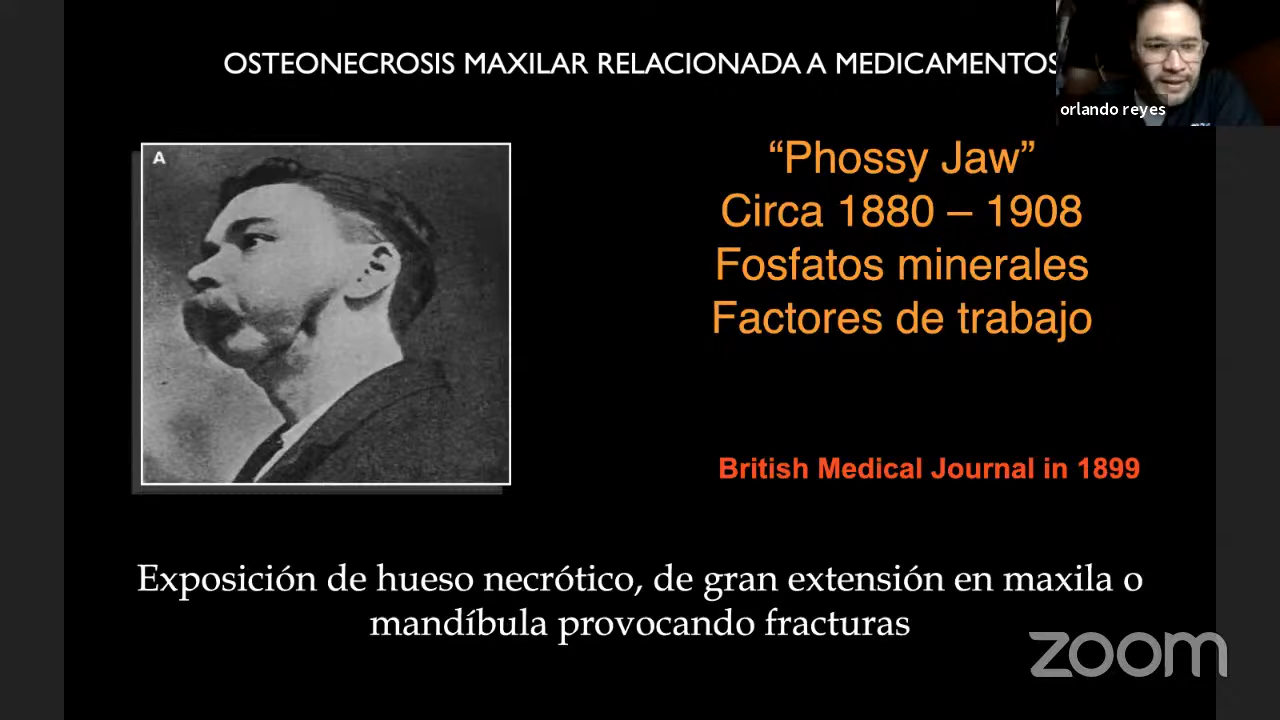 OSTEONECROSIS MAXILAR RELACIONADA A MEDICAMENTOS
orlando reyes
A
“Phossy Jaw”
Circa 1880 – 1908
Fosfatos minerales
Factores de trabajo
British Medical Journal in 1899
Exposición de hueso necrótico, de gran extensión en maxila o
mandíbula provocando fracturas
zoom